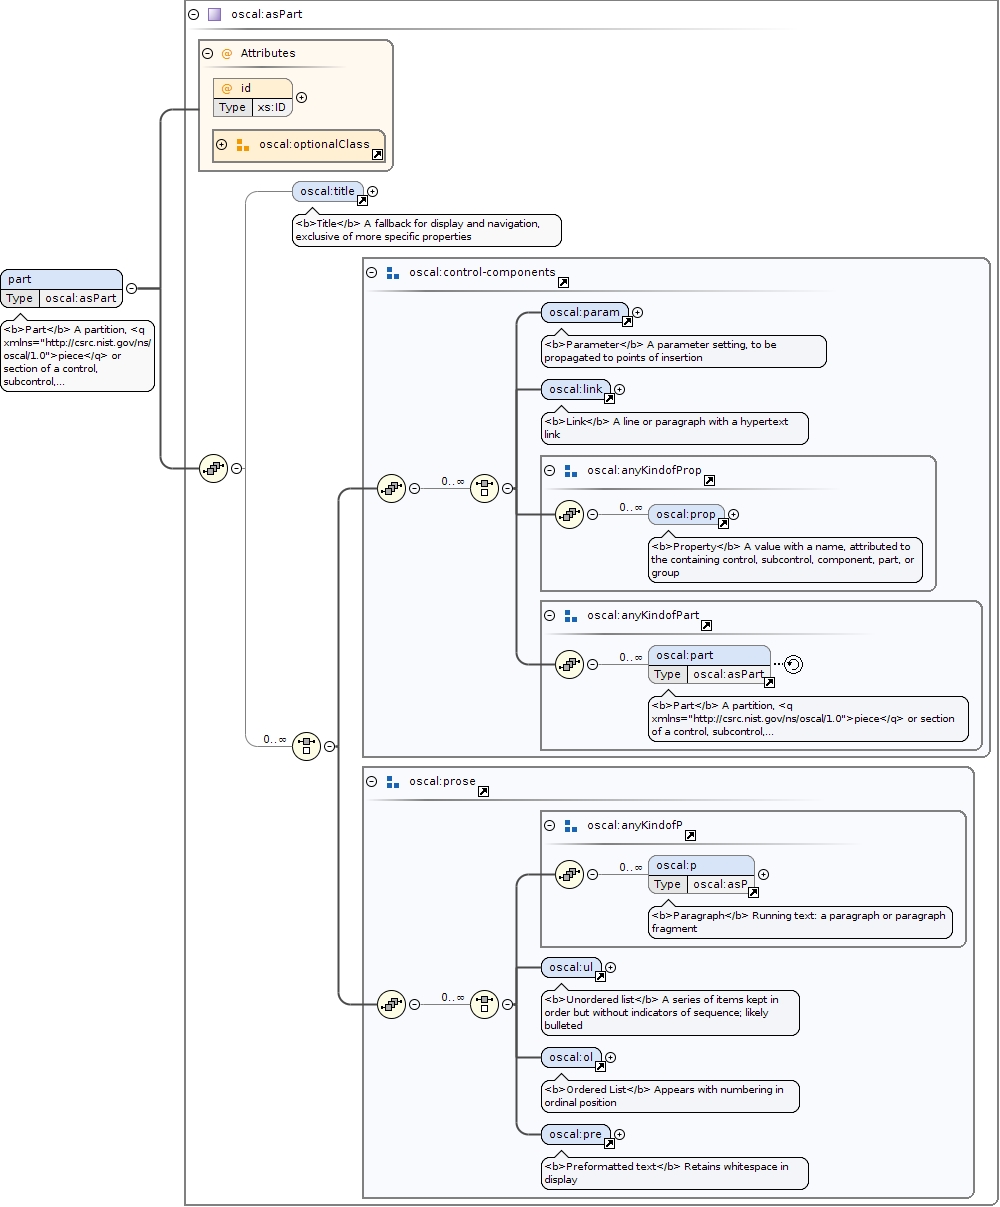 oscal:asPart
@ Attributes
@ id
Type xs:ID
oscal:optionalClass
oscal:title
<b>Title</b> A fallback for display and navigation,
exclusive of more specific properties
part
Type oscal:asPart
<b>Part</b> A partition, <q
xmlns="http://csrc.nist.gov/ns/
oscal/1.0">piece</q> or
section of a control,
subcontrol,...
0..∞
oscal:control-components
0..∞
oscal:param
<b>Parameter</b> A parameter setting, to be
propagated to points of insertion
oscal:link
<b>Link</b> A line or paragraph with a hypertext
link
oscal:anyKindofProp
0..∞
oscal:prop
<b>Property</b> A value with a name, attributed to
the containing control, subcontrol, component, part, or
group
oscal:anyKindofPart
0..∞
oscal:part
Type oscal:asPart
<b>Part</b> A partition, <q
xmlns="http://csrc.nist.gov/ns/oscal/1.0">piece</q> or section
of a control, subcontrol,...
oscal:prose
0..∞
oscal:anyKindofP
0..∞
oscal:p
Type oscal:asP
<b>Paragraph</b> Running text: a paragraph or paragraph
fragment
oscal:ul
<b>Unordered list</b> A series of items kept in
order but without indicators of sequence; likely
bulleted
oscal:ol
<b>Ordered List</b> Appears with numbering in
ordinal position
oscal:pre
<b>Preformatted text</b> Retains whitespace in
display